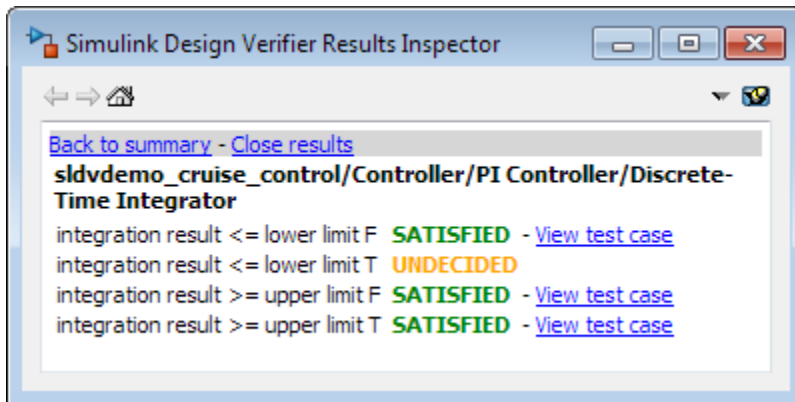 Simulink Design Verifier Results Inspector
Back to summary - Close results
sldvdemo_cruise_control/Controller/PI Controller/Discrete-
Time Integrator
integration result <= lower limit F SATISFIED - View test case
integration result <= lower limit T UNDECIDED
integration result >= upper limit F SATISFIED - View test case
integration result >= upper limit T SATISFIED - View test case